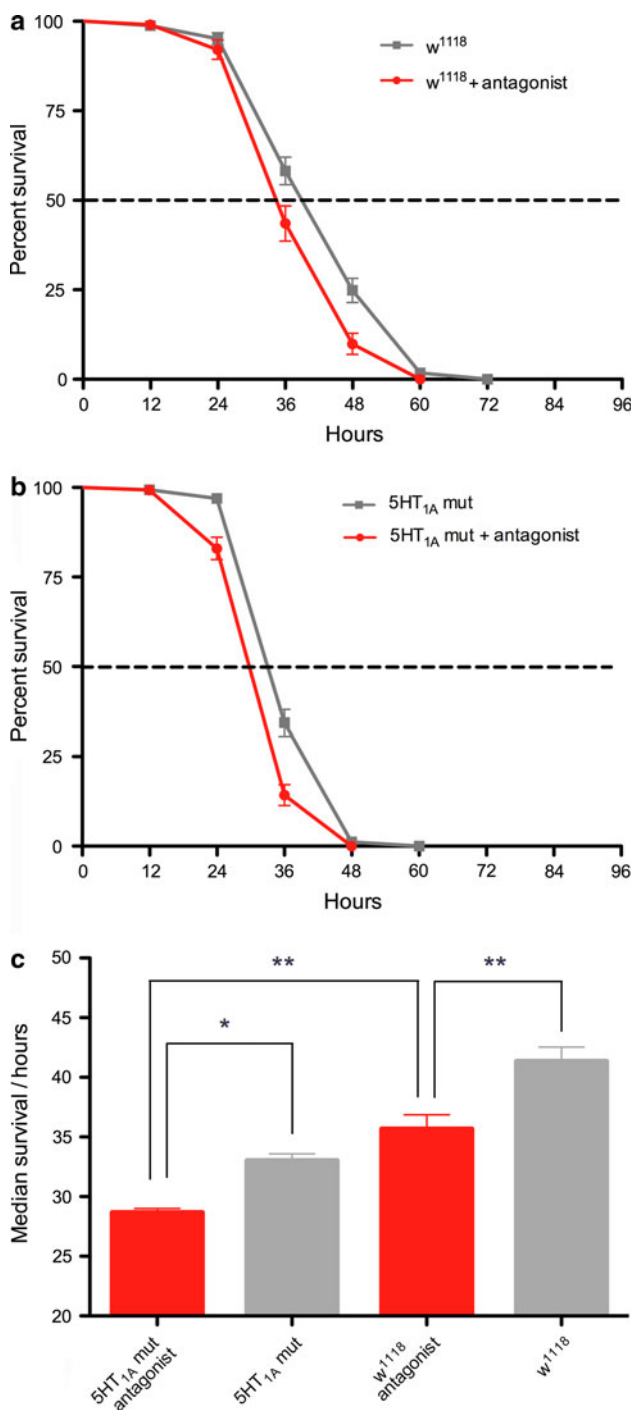 a
100
75
50
25
0
Percent survival
w1118
w1118 + antagonist
0 12 24 36 48 60 72 84 96
Hours
b
100
75
50
25
0
Percent survival
5HT1A mut
5HT1A mut + antagonist
0 12 24 36 48 60 72 84 96
Hours
c
50
45
40
35
30
25
20
Median survival / hours
**
**
*
5HT1A mut
antagonist
5HT1A mut
w1118
antagonist
w1118